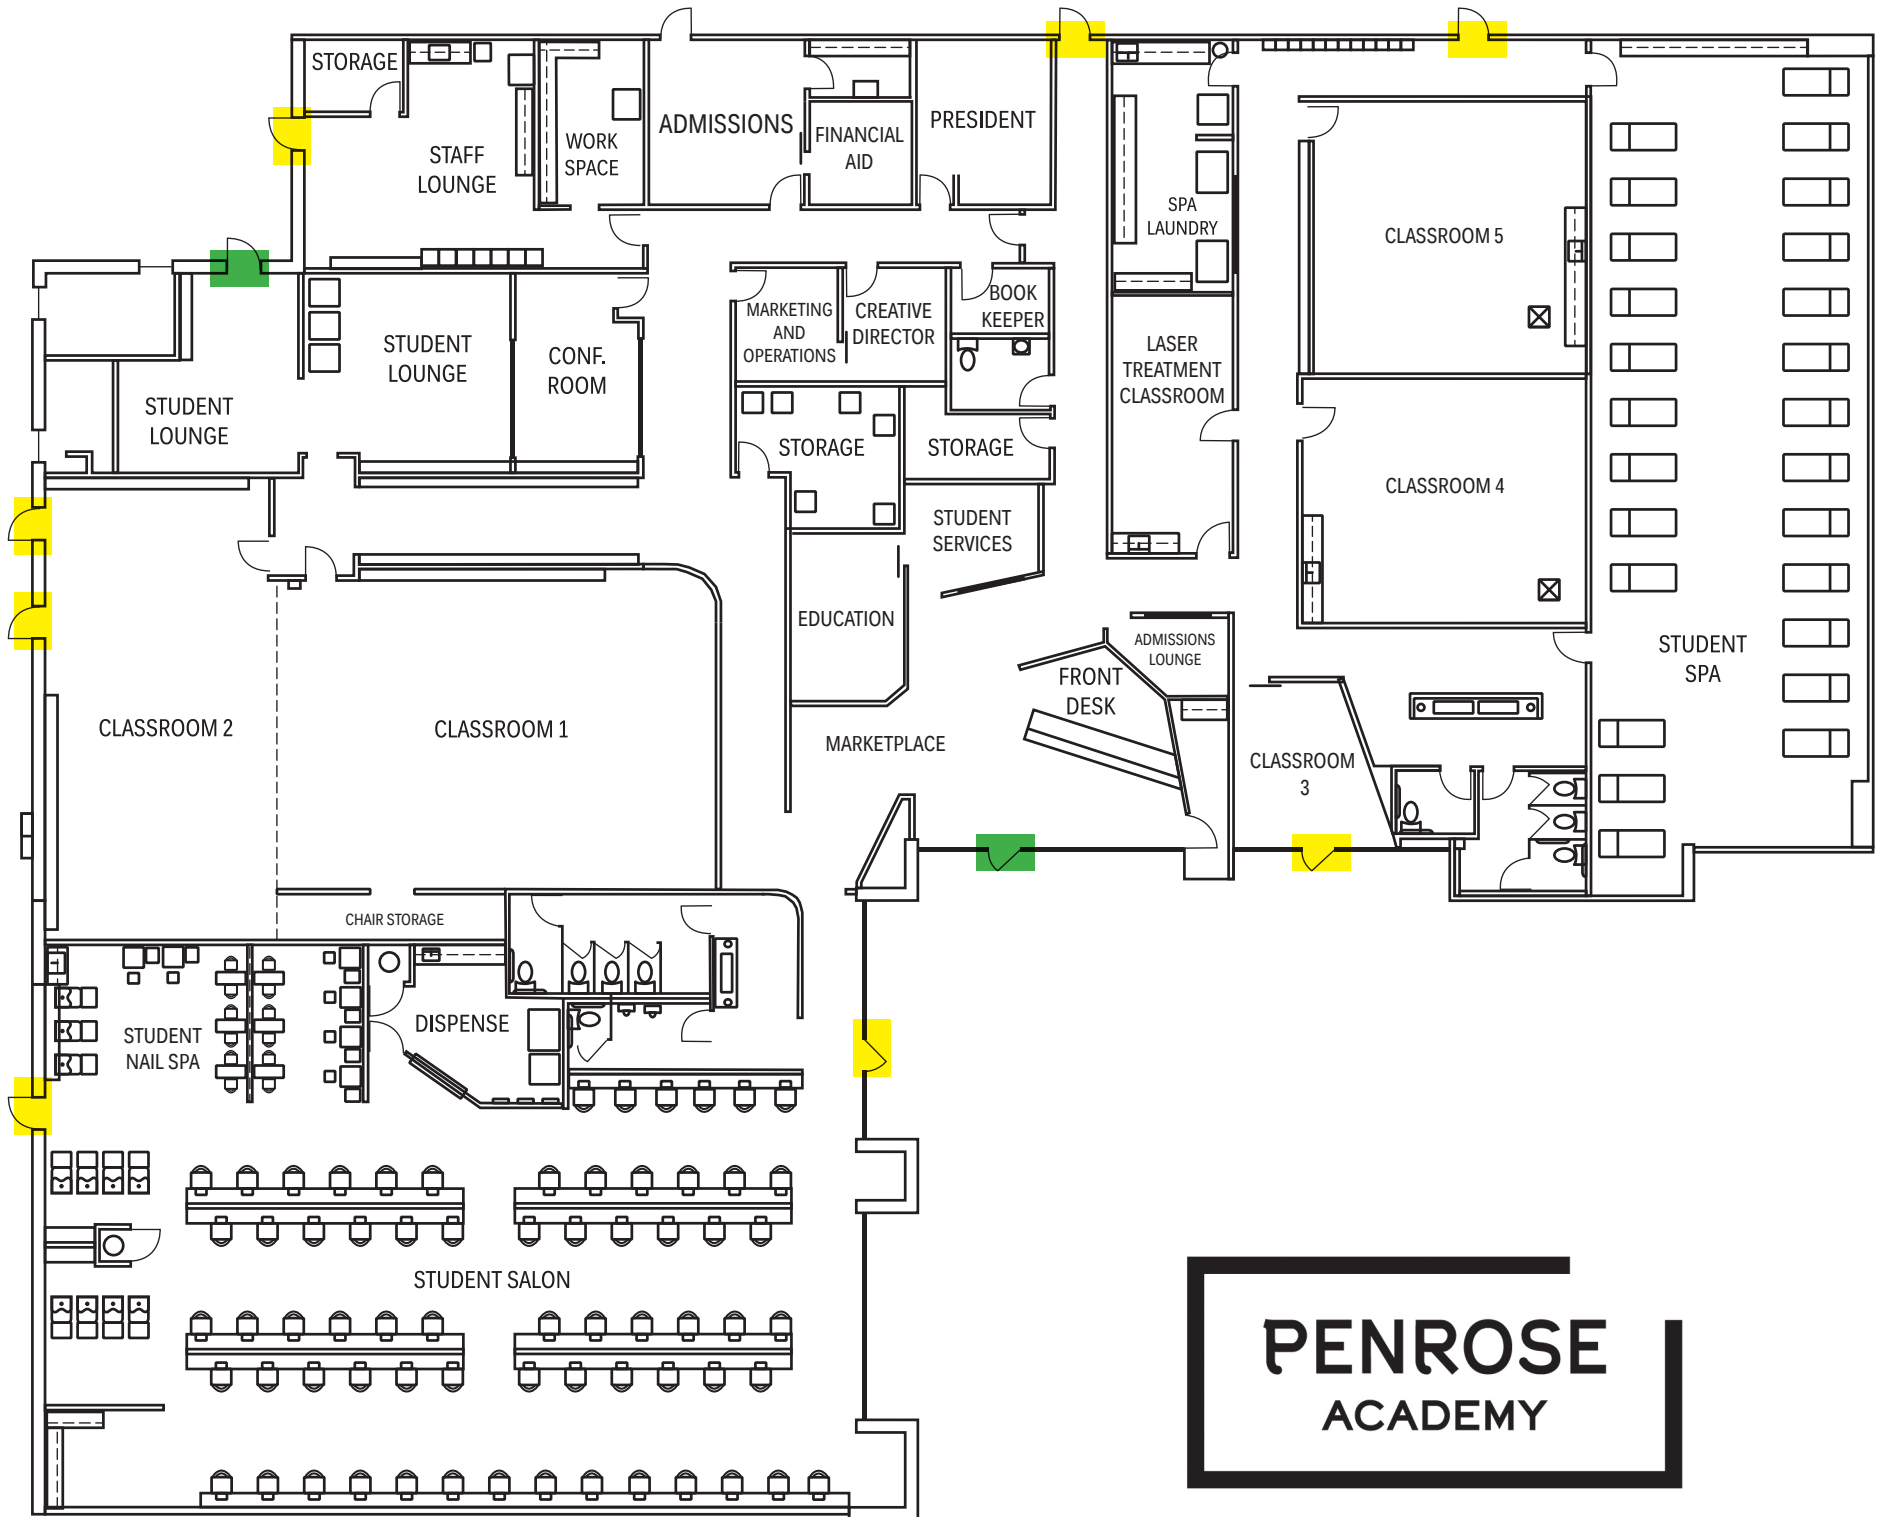 STORAGE
STAFF
LOUNGE
WORK
SPACE
ADMISSIONS
FINANCIAL
AID
PRESIDENT
SPA
LAUNDRY
CLASSROOM 5
STUDENT
LOUNGE
STUDENT
LOUNGE
CONF.
ROOM
MARKETING
AND
OPERATIONS
CREATIVE
DIRECTOR
BOOK
KEEPER
LASER
TREATMENT
CLASSROOM
STORAGE
STORAGE
CLASSROOM 4
STUDENT
SERVICES
EDUCATION
ADMISSIONS
LOUNGE
FRONT
DESK
STUDENT
SPA
CLASSROOM 2
CLASSROOM 1
MARKETPLACE
CLASSROOM
3
CHAIR STORAGE
STUDENT
NAIL SPA
DISPENSE
STUDENT SALON
PENROSE
ACADEMY